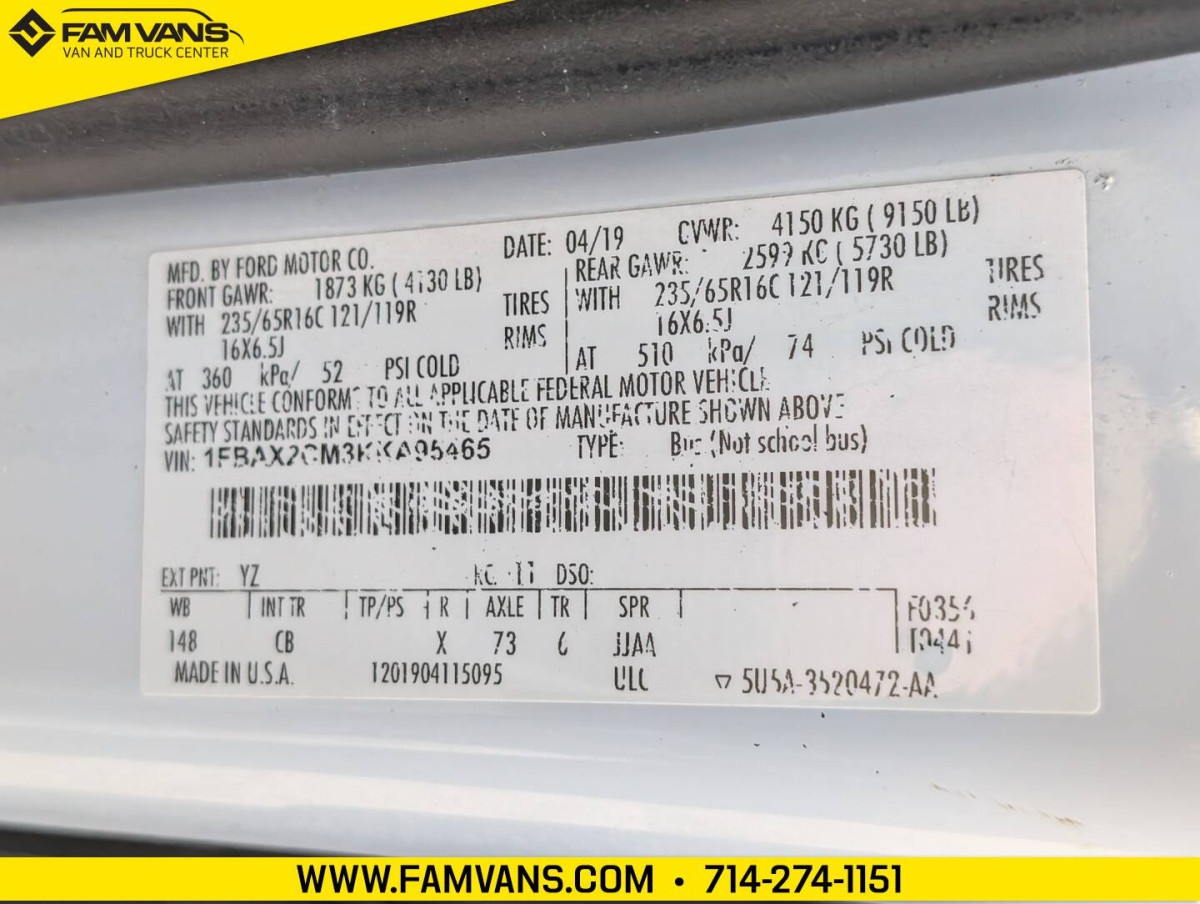 FAM VANS
VAN AND TRUCK CENTER
MFD. BY FORD MOTOR CO.
DATE: 04/19
GVWR: 4150 KG ( 9150 LB)
FRONT GAWR: 1873 KG ( 4130 LB)
WITH 235/65R16C 121/119R TIRES
16X6.5J RIMS
AT 360 kPa/ 52 PSI COLD
REAR GAWR: 2599 KG ( 5730 LB)
WITH 235/65R16C 121/119R TIRES
16X6.5J RIMS
AT 510 kPa/ 74 PSI COLD
THIS VEHICLE CONFORMS TO ALL APPLICABLE FEDERAL MOTOR VEHICLE
SAFETY STANDARDS IN EFFECT ON THE DATE OF MANUFACTURE SHOWN ABOVE
VIN: 1FBAX2CM3KKA95465 TYPE: Bus (Not school bus)
EXT PNT: YZ DSO:
WB INT TR TP/PS R AXLE TR SPR
148 CB X 73 6 JJAA
MADE IN U.S.A. 1201904115095 ULC
WWW.FAMVANS.COM • 714-274-1151